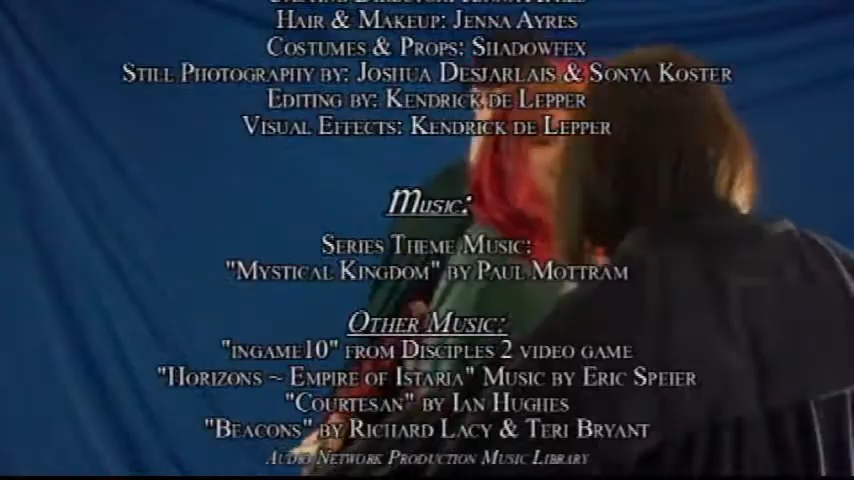 Hair & Makeup: Jenna Ayres
Costumes & Props: Shadowfex
Still Photography by: Joshua Desjarlais & Sonya Koster
Editing by: Kendrick de Lepper
Visual Effects: Kendrick de Lepper
Music:
Series Theme Music:
"Mystical Kingdom" by Paul Mottram
Other Music:
"ingame10" from Disciples 2 video game
"Horizons ~ Empire of Istaria" Music by Eric Speier
"Courtesan" by Ian Hughes
"Beacons" by Richard Lacy & Teri Bryant
Audio Network Production Music Library